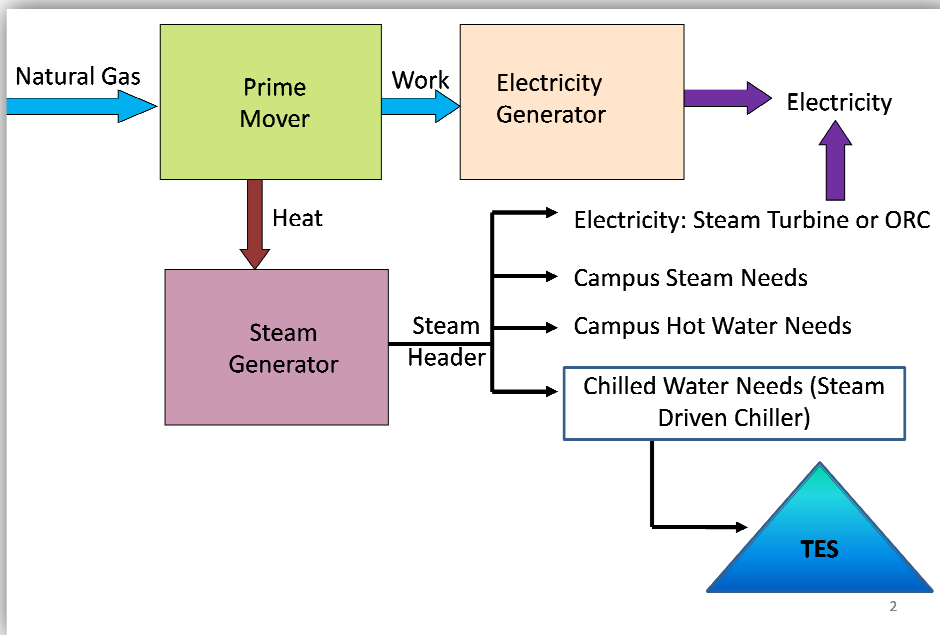 Natural Gas
Prime
Mover
Work
Electricity
Generator
Electricity
Heat
Electricity: Steam Turbine or ORC
Steam
Generator
Steam
Header
Campus Steam Needs
Campus Hot Water Needs
Chilled Water Needs (Steam
Driven Chiller)
TES
2